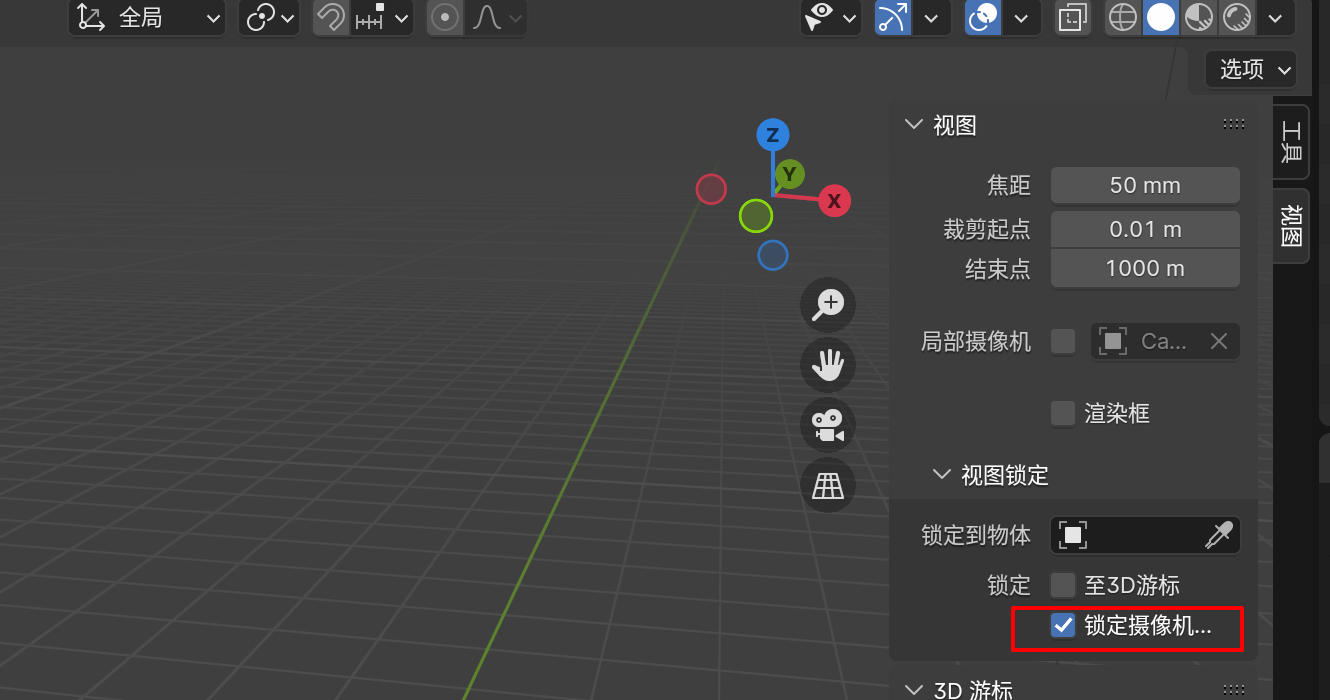 全局
选项
Z
Y
X
工具
视图
视图
焦距 50 mm
裁剪起点 0.01 m
结束点 1000 m
局部摄像机 Ca...
渲染框
视图锁定
锁定到物体
锁定 至3D游标
锁定摄像机...
3D 游标